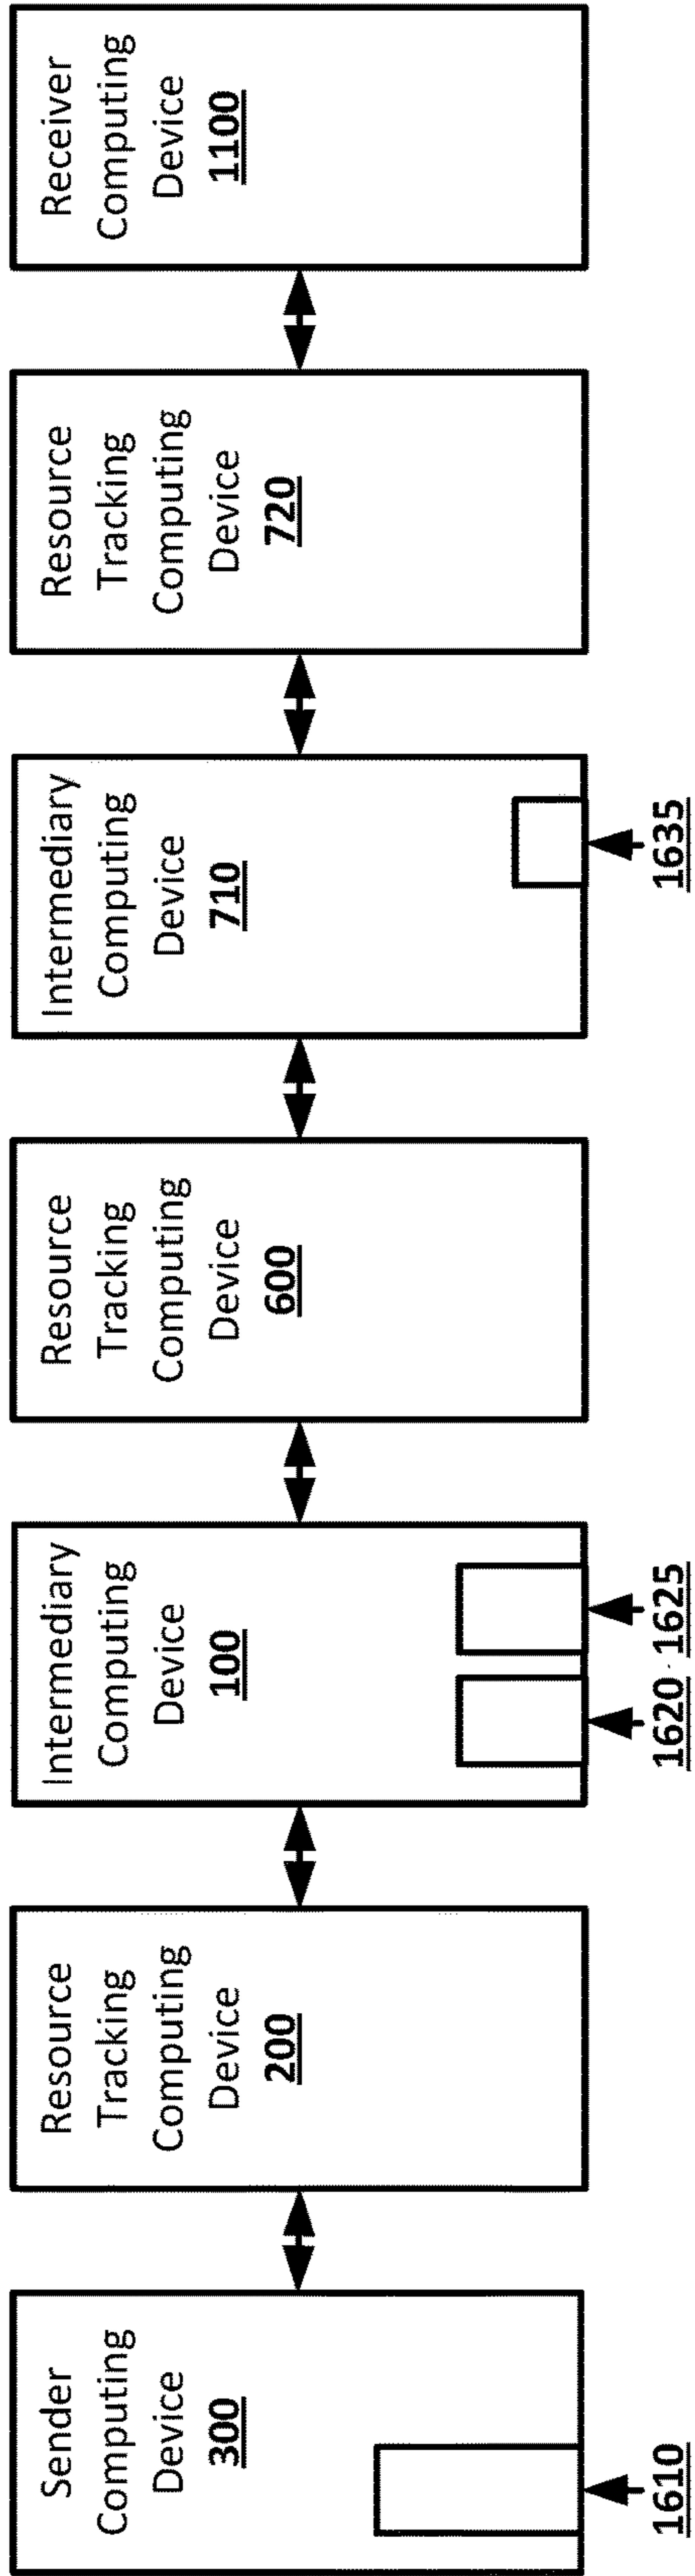 Sender
Computing
Device
300
1610
Resource
Tracking
Computing
Device
200
Intermediary
Computing
Device
100
1620
1625
Resource
Tracking
Computing
Device
600
Intermediary
Computing
Device
710
1635
Resource
Tracking
Computing
Device
720
Receiver
Computing
Device
1100